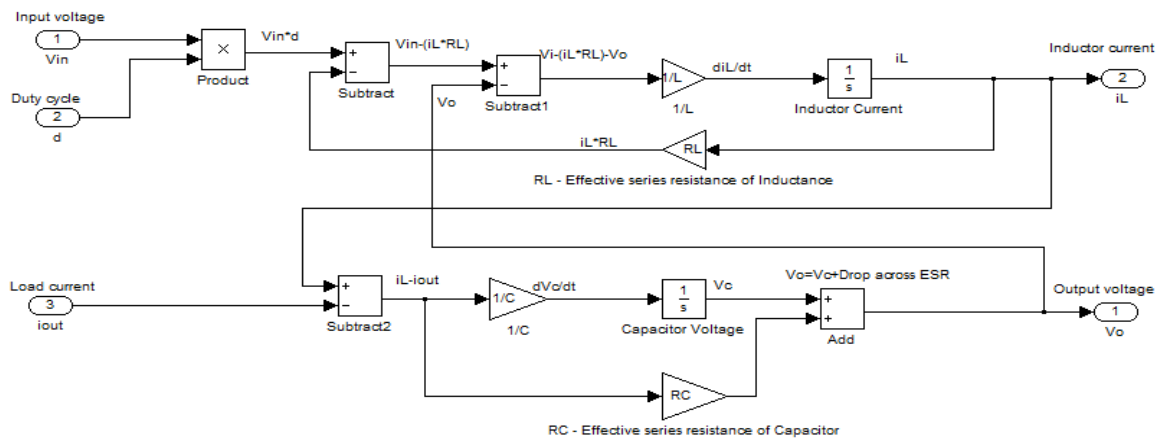 Input voltage
1
Vin
Duty cycle
2
d
×
Product
Vin*d
+
−
Subtract
Vin-(iL*RL)
+
−
Subtract1
Vo
Vi-(iL*RL)-Vo
1/L
1/L
diL/dt
1
s
Inductor Current
iL
Inductor current
2
iL
iL*RL
RL
RL - Effective series resistance of Inductance
Load current
3
iout
+
−
Subtract2
iL-iout
1/C
1/C
dVc/dt
1
s
Capacitor Voltage
Vc
Vo=Vc+Drop across ESR
+
+
Add
Output voltage
1
Vo
RC
RC - Effective series resistance of Capacitor